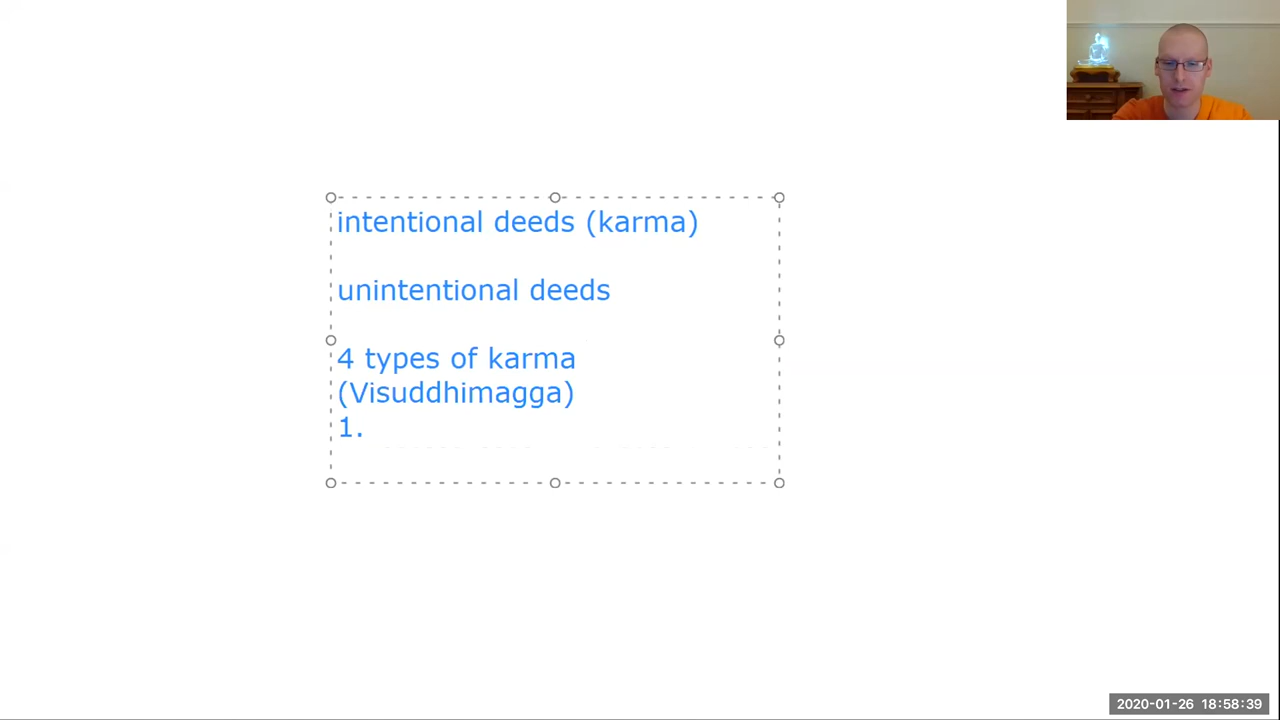 intentional deeds (karma)
unintentional deeds
4 types of karma
(Visuddhimagga)
1.
2020-01-26 18:58:39